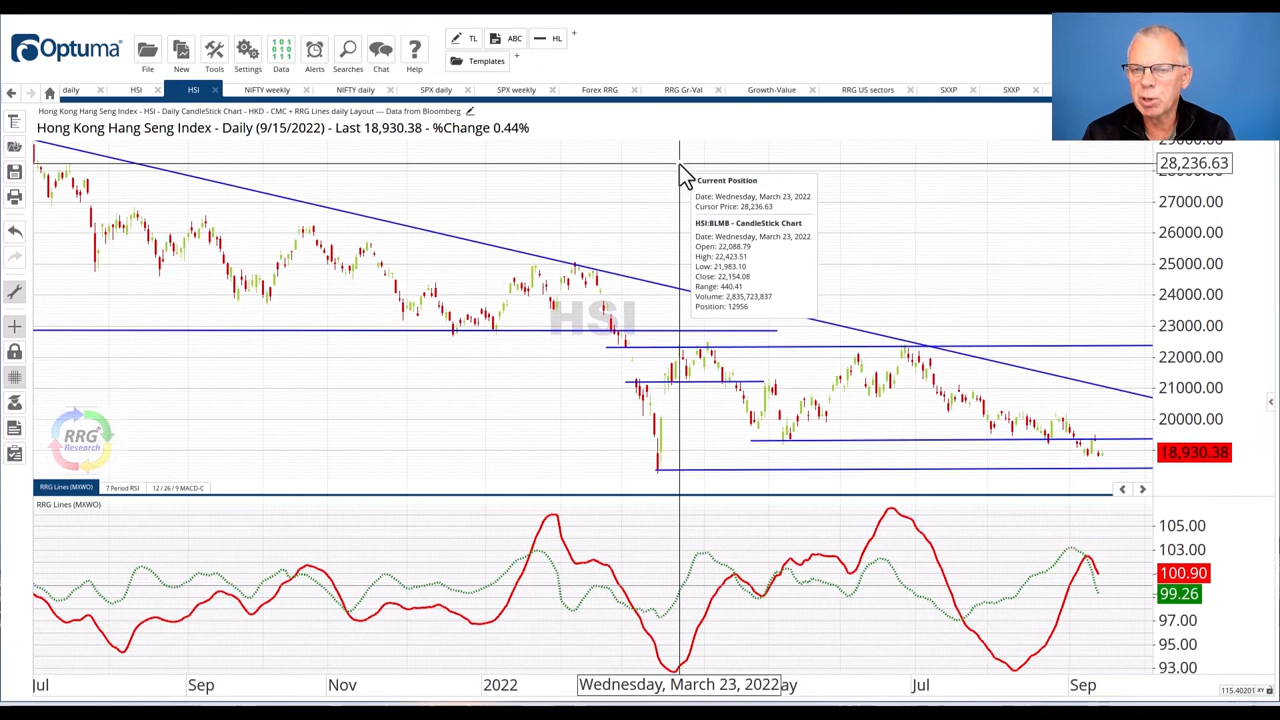 Optuma
File New Tools Settings Data Alerts Searches Chat Help
TL ABC HL
Templates
daily HSI HSI NIFTY weekly NIFTY daily SPX daily SPX weekly Forex RRG RRG Gr-Val Growth-Value RRG US sectors SXXP SXXP
Hong Kong Hang Seng Index - HSI - Daily CandleStick Chart - HKD - CMC + RRG Lines daily Layout --- Data from Bloomberg
Hong Kong Hang Seng Index - Daily (9/15/2022) - Last 18,930.38 - %Change 0.44%
29000.00
28,236.63
28000.00
27000.00
26000.00
25000.00
24000.00
23000.00
22000.00
21000.00
20000.00
18,930.38
Current Position
Date: Wednesday, March 23, 2022
Cursor Price: 28,236.63
HSI:BLMB - CandleStick Chart
Date: Wednesday, March 23, 2022
Open: 22,088.79
High: 22,423.51
Low: 21,983.10
Close: 22,154.08
Range: 440.41
Volume: 2,835,723,837
Position: 12956
HSI
RRG
Research
RRG Lines (MXWO) 7 Period RSI 12 / 26 / 9 MACD-C
RRG Lines (MXWO)
105.00
103.00
100.90
99.26
97.00
95.00
93.00
Jul Sep Nov 2022 Wednesday, March 23, 2022 ay Jul Sep
115.40201 XY